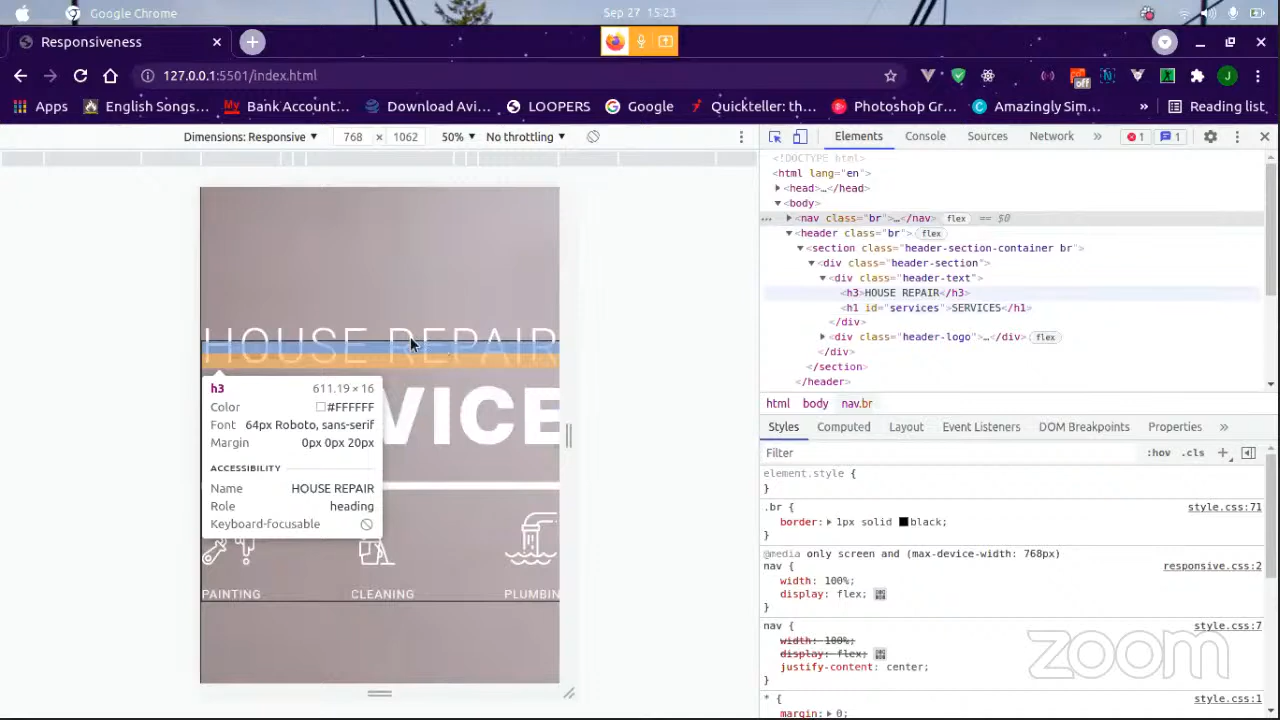 Google Chrome
Sep 27 15:23
Responsiveness
127.0.0.1:5501/index.html
off
J
Apps
English Songs...
Bank Account:...
Download Avi...
LOOPERS
Google
Quickteller: th...
Photoshop Gr...
Amazingly Sim...
»
Reading list
Dimensions: Responsive
768 × 1062
50%
No throttling
Elements
Console
Sources
Network
»
1
1
<!DOCTYPE html>
<html lang="en">
<head>…</head>
<body>
<nav class="br">…</nav> flex == $0
<header class="br"> flex
<section class="header-section-container br">
<div class="header-section">
<div class="header-text">
<h3>HOUSE REPAIR</h3>
<h1 id="services">SERVICES</h1>
</div>
<div class="header-logo">…</div> flex
</div>
</section>
</header>
html body nav.br
Styles
Computed
Layout
Event Listeners
DOM Breakpoints
Properties
»
Filter
:hov .cls +
element.style {
}
.br { style.css:71
border: 1px solid black;
}
@media only screen and (max-device-width: 768px)
nav { responsive.css:2
width: 100%;
display: flex;
}
nav { style.css:7
width: 100%;
display: flex;
justify-content: center;
}
* { style.css:1
margin: 0;
HOUSE REPAIR
VICE
h3 611.19 × 16
Color #FFFFFF
Font 64px Roboto, sans-serif
Margin 0px 0px 20px
ACCESSIBILITY
Name HOUSE REPAIR
Role heading
Keyboard-focusable
PAINTING
CLEANING
PLUMBIN
zoom